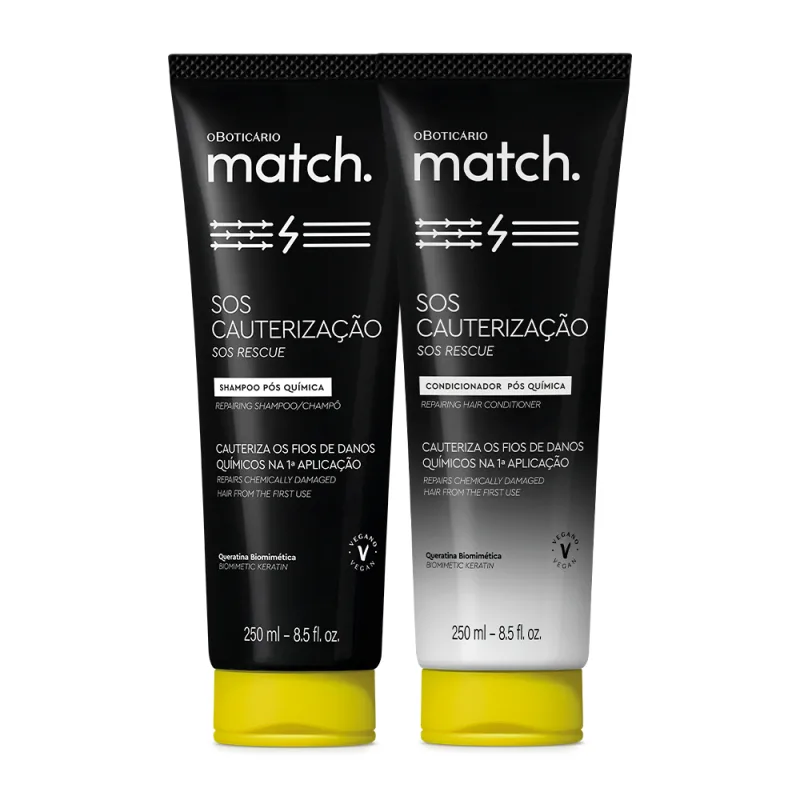 oBoticário
match.
SOS
CAUTERIZAÇÃO
SOS RESCUE
SHAMPOO PÓS QUÍMICA
REPAIRING SHAMPOO/CHAMPÔ
CAUTERIZA OS FIOS DE DANOS
QUÍMICOS NA 1ª APLICAÇÃO
REPAIRS CHEMICALLY DAMAGED
HAIR FROM THE FIRST USE
Queratina Biomimética
BIOMIMETIC KERATIN
VEGANO
V
VEGAN
250 ml – 8.5 fl. oz.
oBoticário
match.
SOS
CAUTERIZAÇÃO
SOS RESCUE
CONDICIONADOR PÓS QUÍMICA
REPAIRING HAIR CONDITIONER
CAUTERIZA OS FIOS DE DANOS
QUÍMICOS NA 1ª APLICAÇÃO
REPAIRS CHEMICALLY DAMAGED
HAIR FROM THE FIRST USE
Queratina Biomimética
BIOMIMETIC KERATIN
VEGANO
V
VEGAN
250 ml – 8.5 fl. oz.